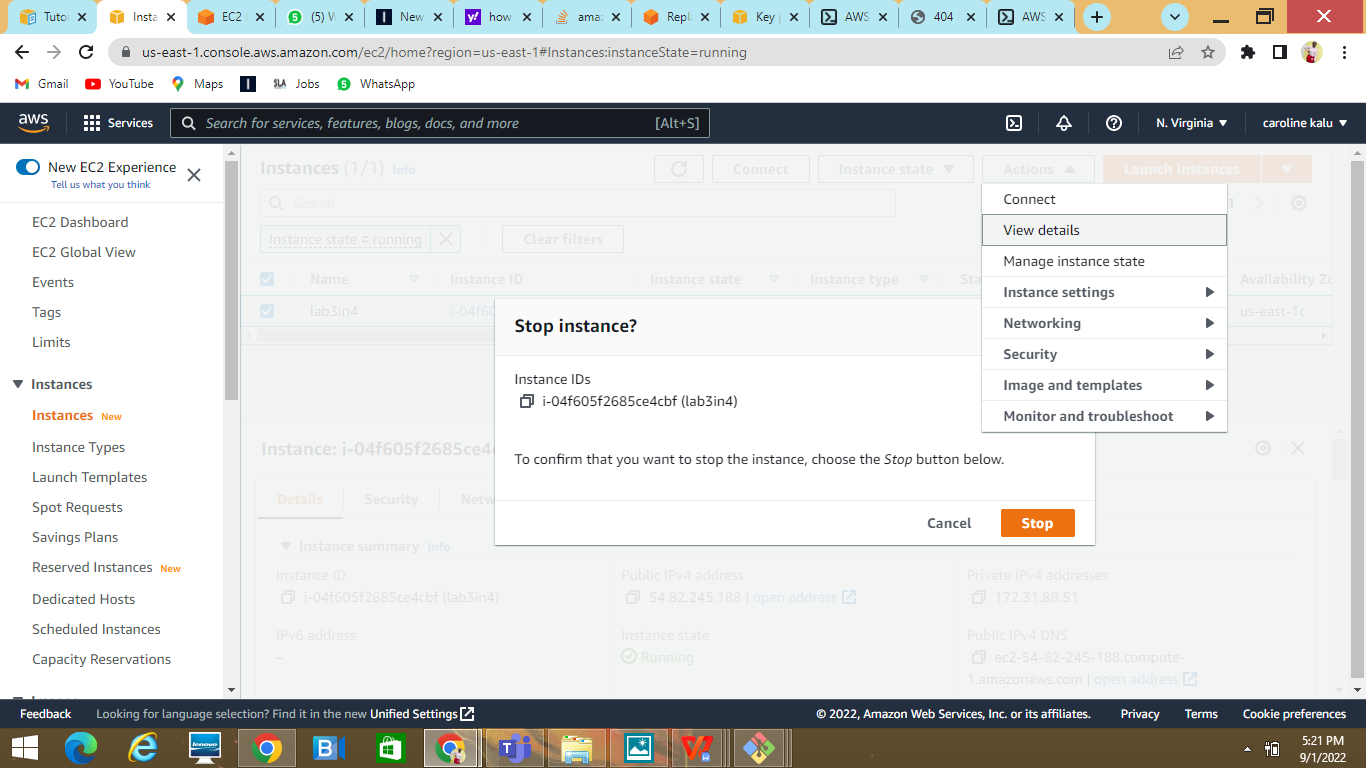 Tutor
Insta
EC2
(5) W
New
how
amaz
Repl
Key p
AWS
404
AWS
us-east-1.console.aws.amazon.com/ec2/home?region=us-east-1#Instances:instanceState=running
Gmail YouTube Maps SLA Jobs WhatsApp
aws Services Search for services, features, blogs, docs, and more [Alt+S] N. Virginia caroline kalu
New EC2 Experience
Tell us what you think
EC2 Dashboard
EC2 Global View
Events
Tags
Limits
Instances
Instances New
Instance Types
Launch Templates
Spot Requests
Savings Plans
Reserved Instances New
Dedicated Hosts
Scheduled Instances
Capacity Reservations
Instances (1/1) Info Connect Instance state Actions Launch instances
Search 1
Instance state = running Clear filters
Name Instance ID Instance state Instance type Sta Availability Zo
lab3in4 i-04f60 us-east-1c
Connect
View details
Manage instance state
Instance settings
Networking
Security
Image and templates
Monitor and troubleshoot
Stop instance?
Instance IDs
i-04f605f2685ce4cbf (lab3in4)
To confirm that you want to stop the instance, choose the Stop button below.
Cancel Stop
Instance: i-04f605f2685ce4c
Details Security Netw
Instance summary Info
Instance ID Public IPv4 address Private IPv4 addresses
i-04f605f2685ce4cbf (lab3in4) 54.82.245.188 | open address 172.31.88.51
IPv6 address Instance state Public IPv4 DNS
– Running ec2-54-82-245-188.compute-
1.amazonaws.com | open address
Feedback Looking for language selection? Find it in the new Unified Settings © 2022, Amazon Web Services, Inc. or its affiliates. Privacy Terms Cookie preferences
lenovo
5:21 PM
9/1/2022